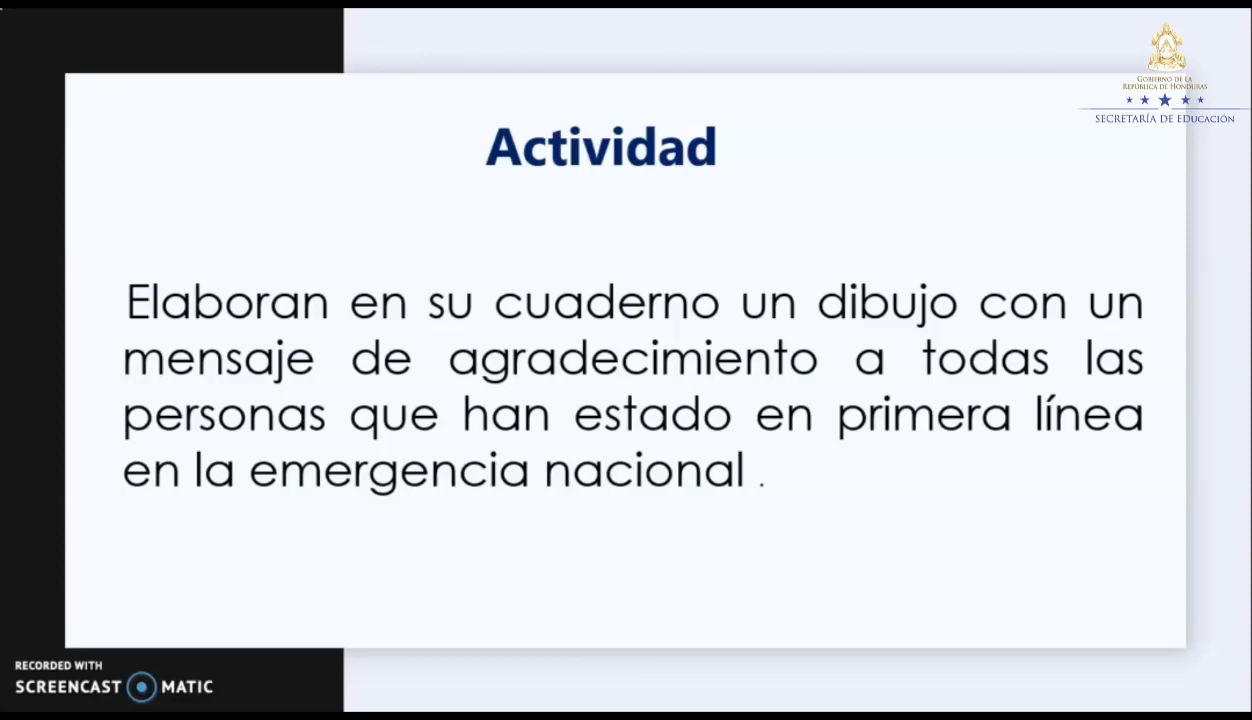 GOBIERNO DE LA
REPÚBLICA DE HONDURAS
SECRETARÍA DE EDUCACIÓN
Actividad
Elaboran en su cuaderno un dibujo con un
mensaje de agradecimiento a todas las
personas que han estado en primera línea
en la emergencia nacional .
RECORDED WITH
SCREENCAST MATIC